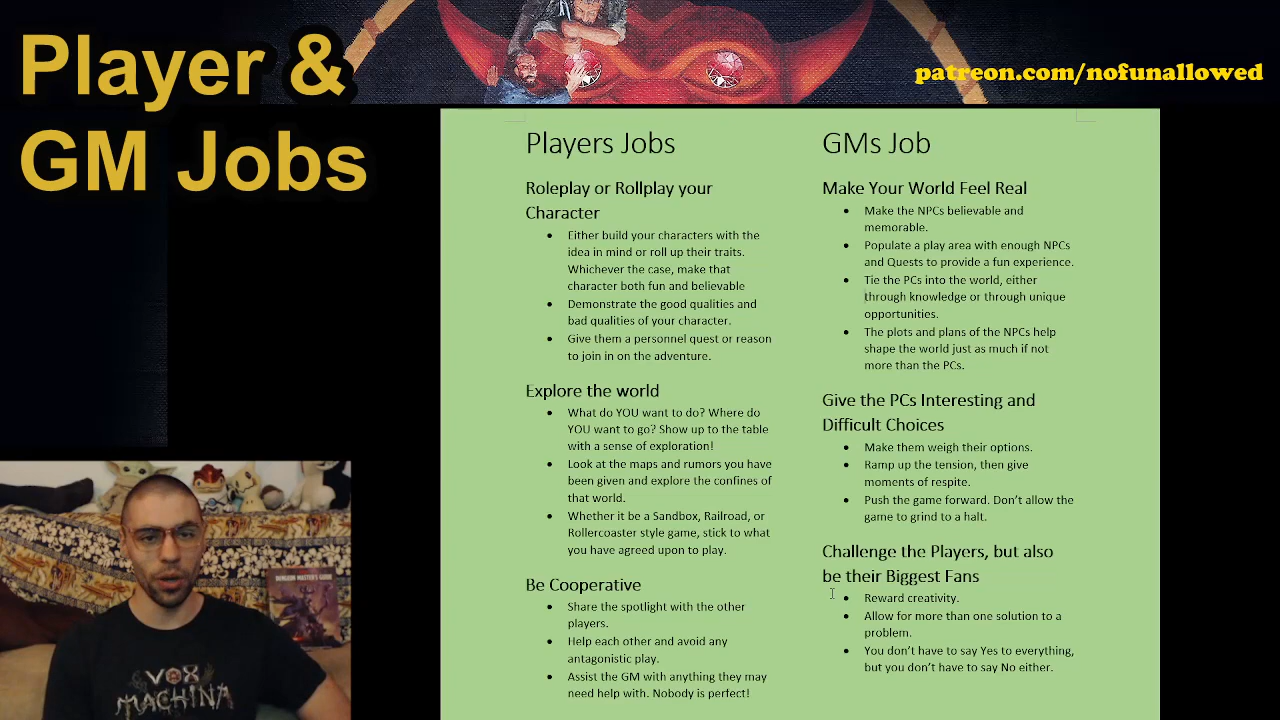 Player &
GM Jobs
patreon.com/nofunallowed
Players Jobs
Roleplay or Rollplay your
Character
• Either build your characters with the
idea in mind or roll up their traits.
Whichever the case, make that
character both fun and believable
• Demonstrate the good qualities and
bad qualities of your character.
• Give them a personnel quest or reason
to join in on the adventure.
Explore the world
• What do YOU want to do? Where do
YOU want to go? Show up to the table
with a sense of exploration!
• Look at the maps and rumors you have
been given and explore the confines of
that world.
• Whether it be a Sandbox, Railroad, or
Rollercoaster style game, stick to what
you have agreed upon to play.
Be Cooperative
• Share the spotlight with the other
players.
• Help each other and avoid any
antagonistic play.
• Assist the GM with anything they may
need help with. Nobody is perfect!
GMs Job
Make Your World Feel Real
• Make the NPCs believable and
memorable.
• Populate a play area with enough NPCs
and Quests to provide a fun experience.
• Tie the PCs into the world, either
through knowledge or through unique
opportunities.
• The plots and plans of the NPCs help
shape the world just as much if not
more than the PCs.
Give the PCs Interesting and
Difficult Choices
• Make them weigh their options.
• Ramp up the tension, then give
moments of respite.
• Push the game forward. Don't allow the
game to grind to a halt.
Challenge the Players, but also
be their Biggest Fans
• Reward creativity.
• Allow for more than one solution to a
problem.
• You don't have to say Yes to everything,
but you don't have to say No either.
DUNGEON MASTER'S GUIDE
VOX
MACHINA